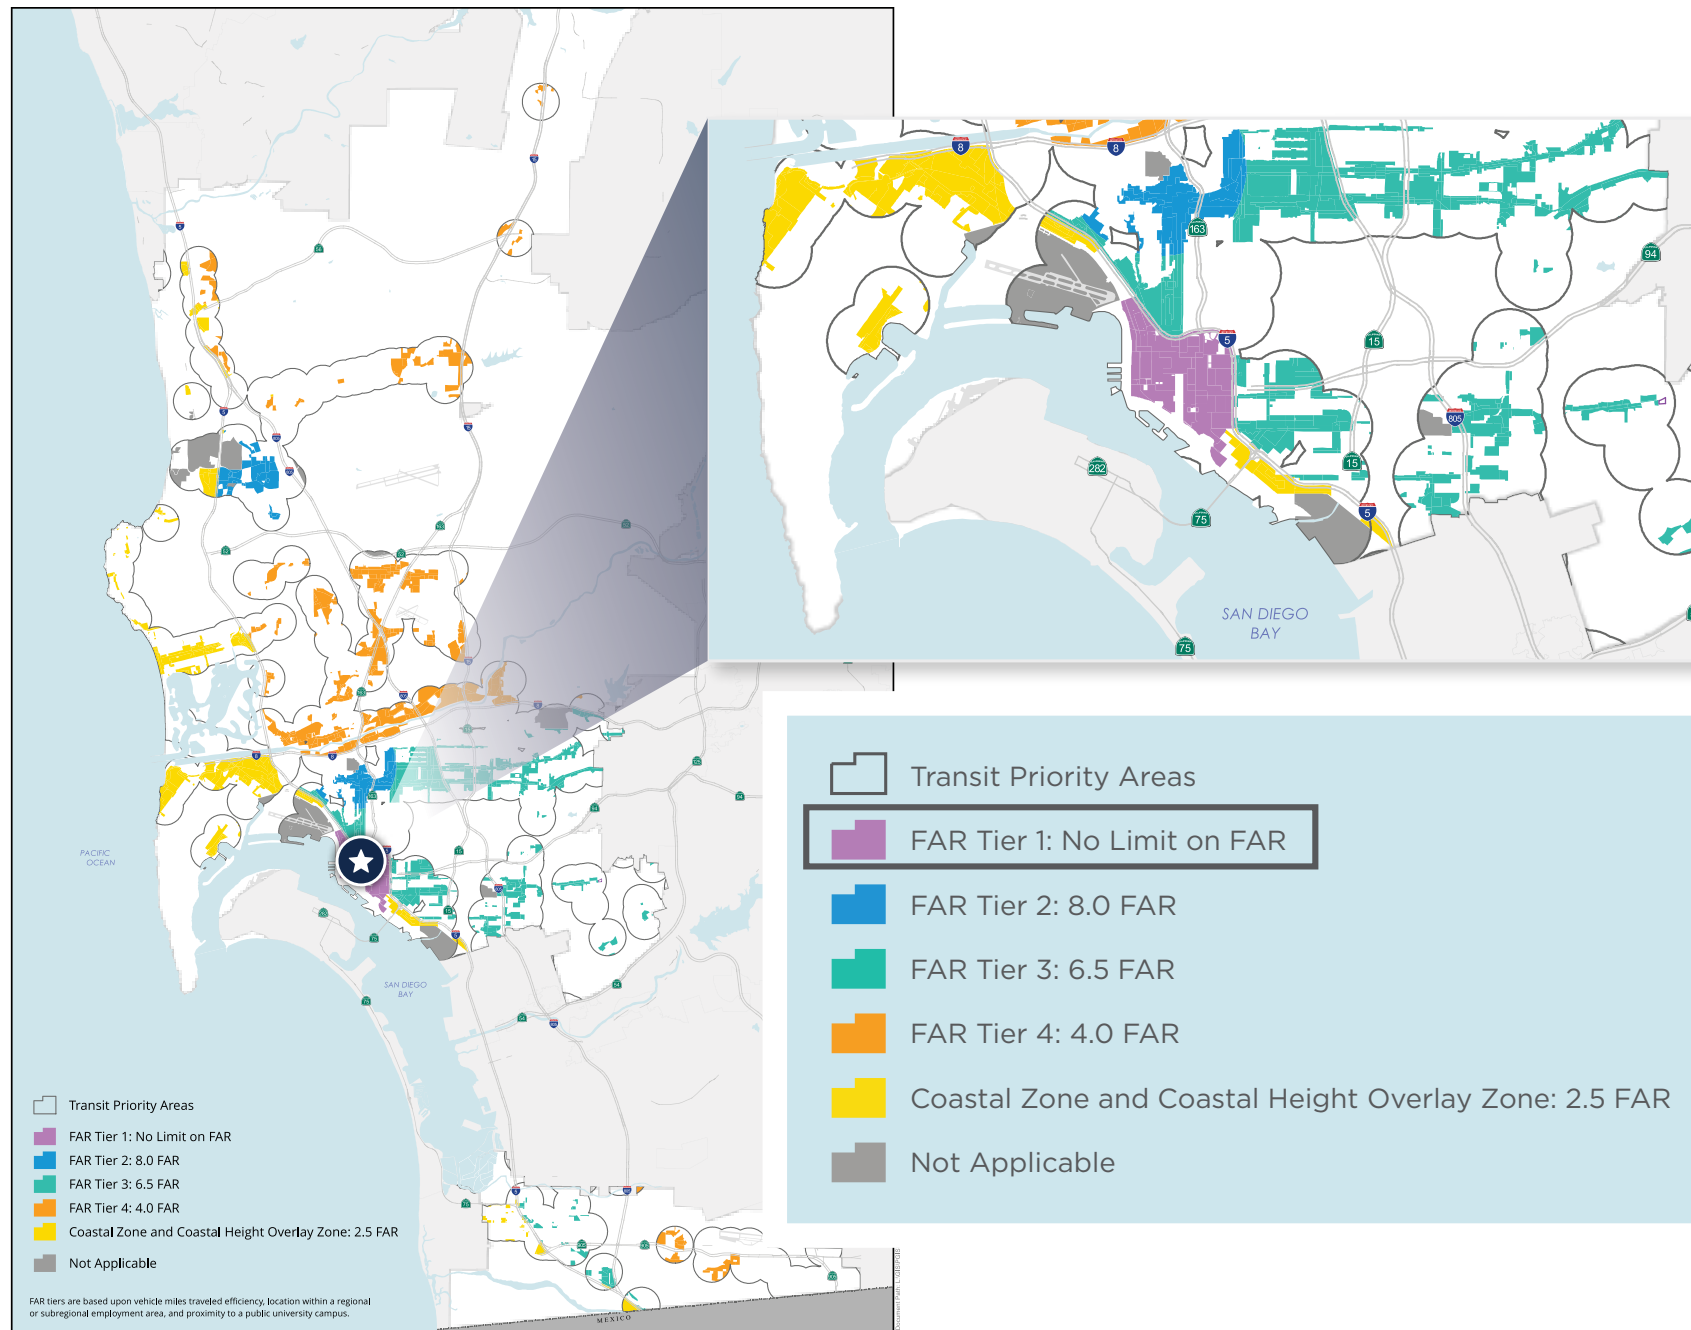 8
8
163
94
5
15
805
15
282
75
5
75
SAN DIEGO
BAY
PACIFIC
OCEAN
SAN DIEGO
BAY
Transit Priority Areas
FAR Tier 1: No Limit on FAR
FAR Tier 2: 8.0 FAR
FAR Tier 3: 6.5 FAR
FAR Tier 4: 4.0 FAR
Coastal Zone and Coastal Height Overlay Zone: 2.5 FAR
Not Applicable
Transit Priority Areas
FAR Tier 1: No Limit on FAR
FAR Tier 2: 8.0 FAR
FAR Tier 3: 6.5 FAR
FAR Tier 4: 4.0 FAR
Coastal Zone and Coastal Height Overlay Zone: 2.5 FAR
Not Applicable
FAR tiers are based upon vehicle miles traveled efficiency, location within a regional
or subregional employment area, and proximity to a public university campus.
MEXICO